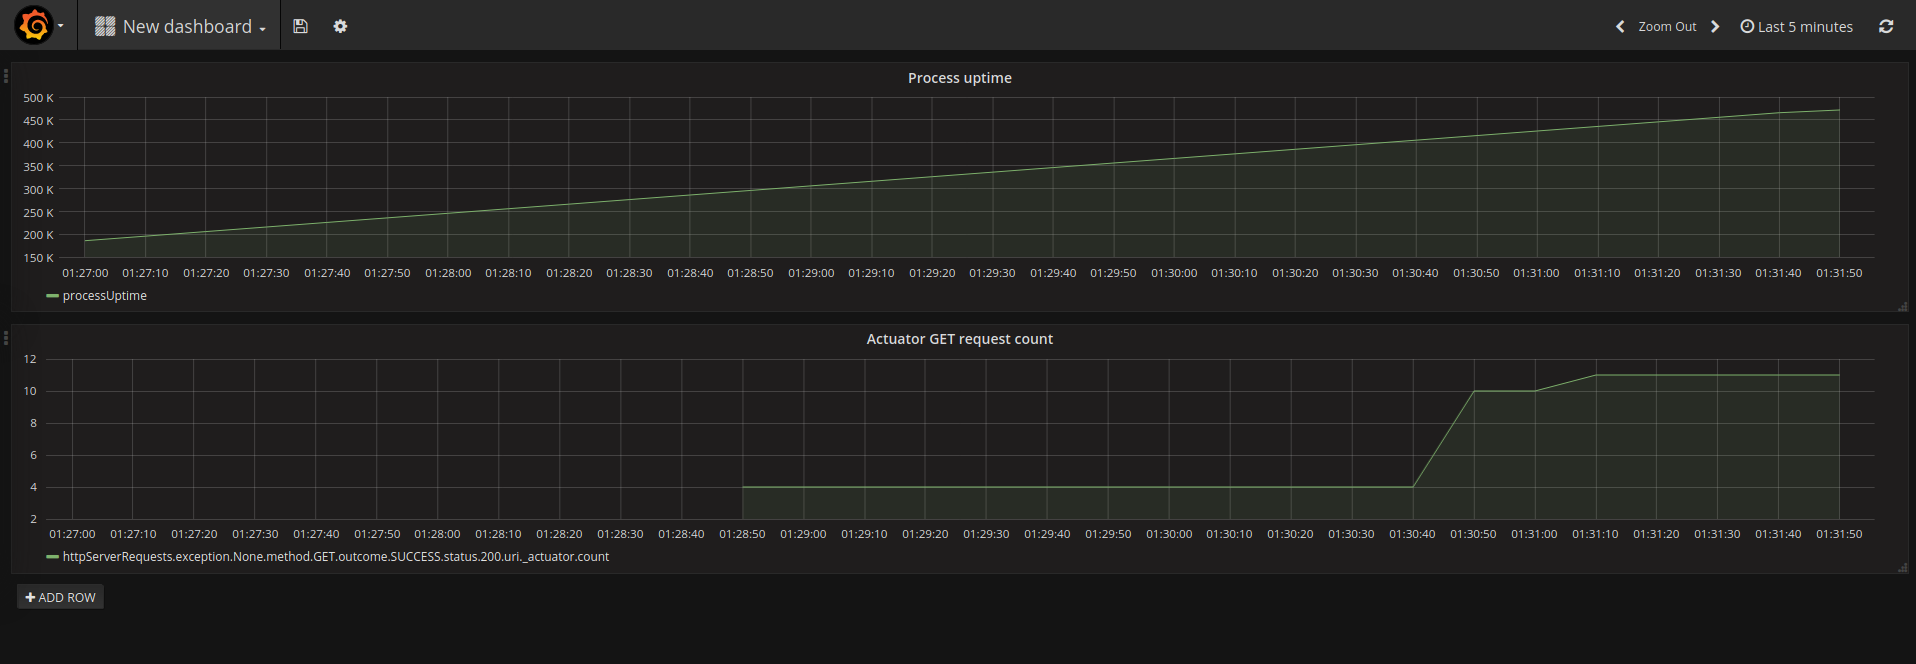 New dashboard
Zoom Out
Last 5 minutes
Process uptime
500 K
450 K
400 K
350 K
300 K
250 K
200 K
150 K
01:27:00 01:27:10 01:27:20 01:27:30 01:27:40 01:27:50 01:28:00 01:28:10 01:28:20 01:28:30 01:28:40 01:28:50 01:29:00 01:29:10 01:29:20 01:29:30 01:29:40 01:29:50 01:30:00 01:30:10 01:30:20 01:30:30 01:30:40 01:30:50 01:31:00 01:31:10 01:31:20 01:31:30 01:31:40 01:31:50
processUptime
Actuator GET request count
12
10
8
6
4
2
01:27:00 01:27:10 01:27:20 01:27:30 01:27:40 01:27:50 01:28:00 01:28:10 01:28:20 01:28:30 01:28:40 01:28:50 01:29:00 01:29:10 01:29:20 01:29:30 01:29:40 01:29:50 01:30:00 01:30:10 01:30:20 01:30:30 01:30:40 01:30:50 01:31:00 01:31:10 01:31:20 01:31:30 01:31:40 01:31:50
httpServerRequests.exception.None.method.GET.outcome.SUCCESS.status.200.uri._actuator.count
ADD ROW